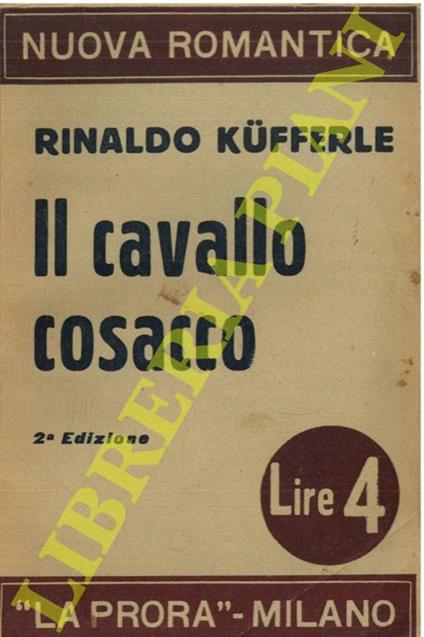 NUOVA ROMANTICA
RINALDO KÜFFERLE
Il cavallo
cosacco
2ª Edizione
Lire 4
"LA PRORA"-MILANO
LIBRERIA PIANI